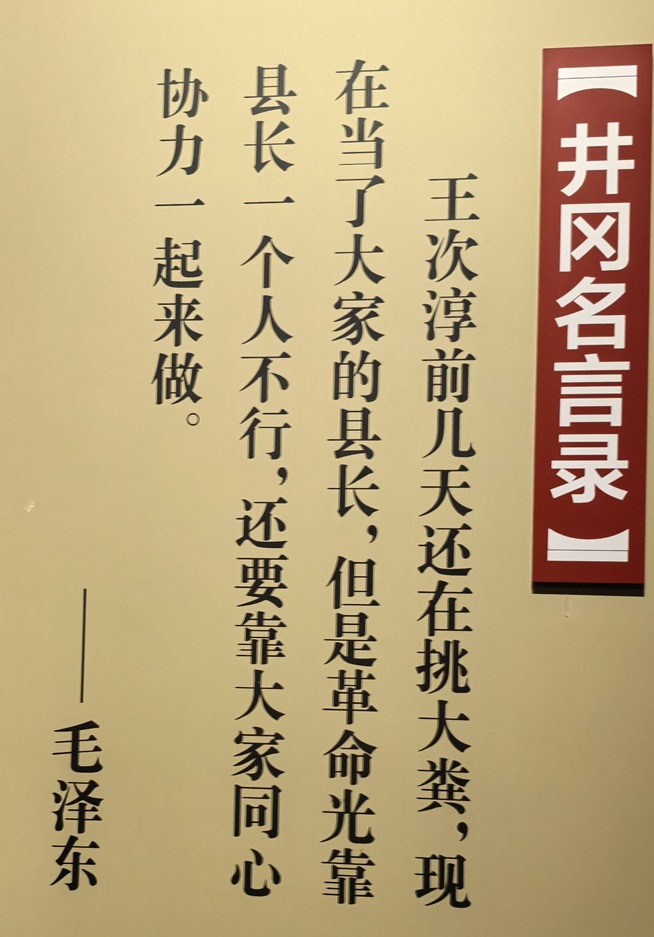 【井冈名言录】
王次淳前几天还在挑大粪，现
在当了大家的县长，但是革命光靠
县长一个人不行，还要靠大家同心
协力一起来做。
——毛泽东